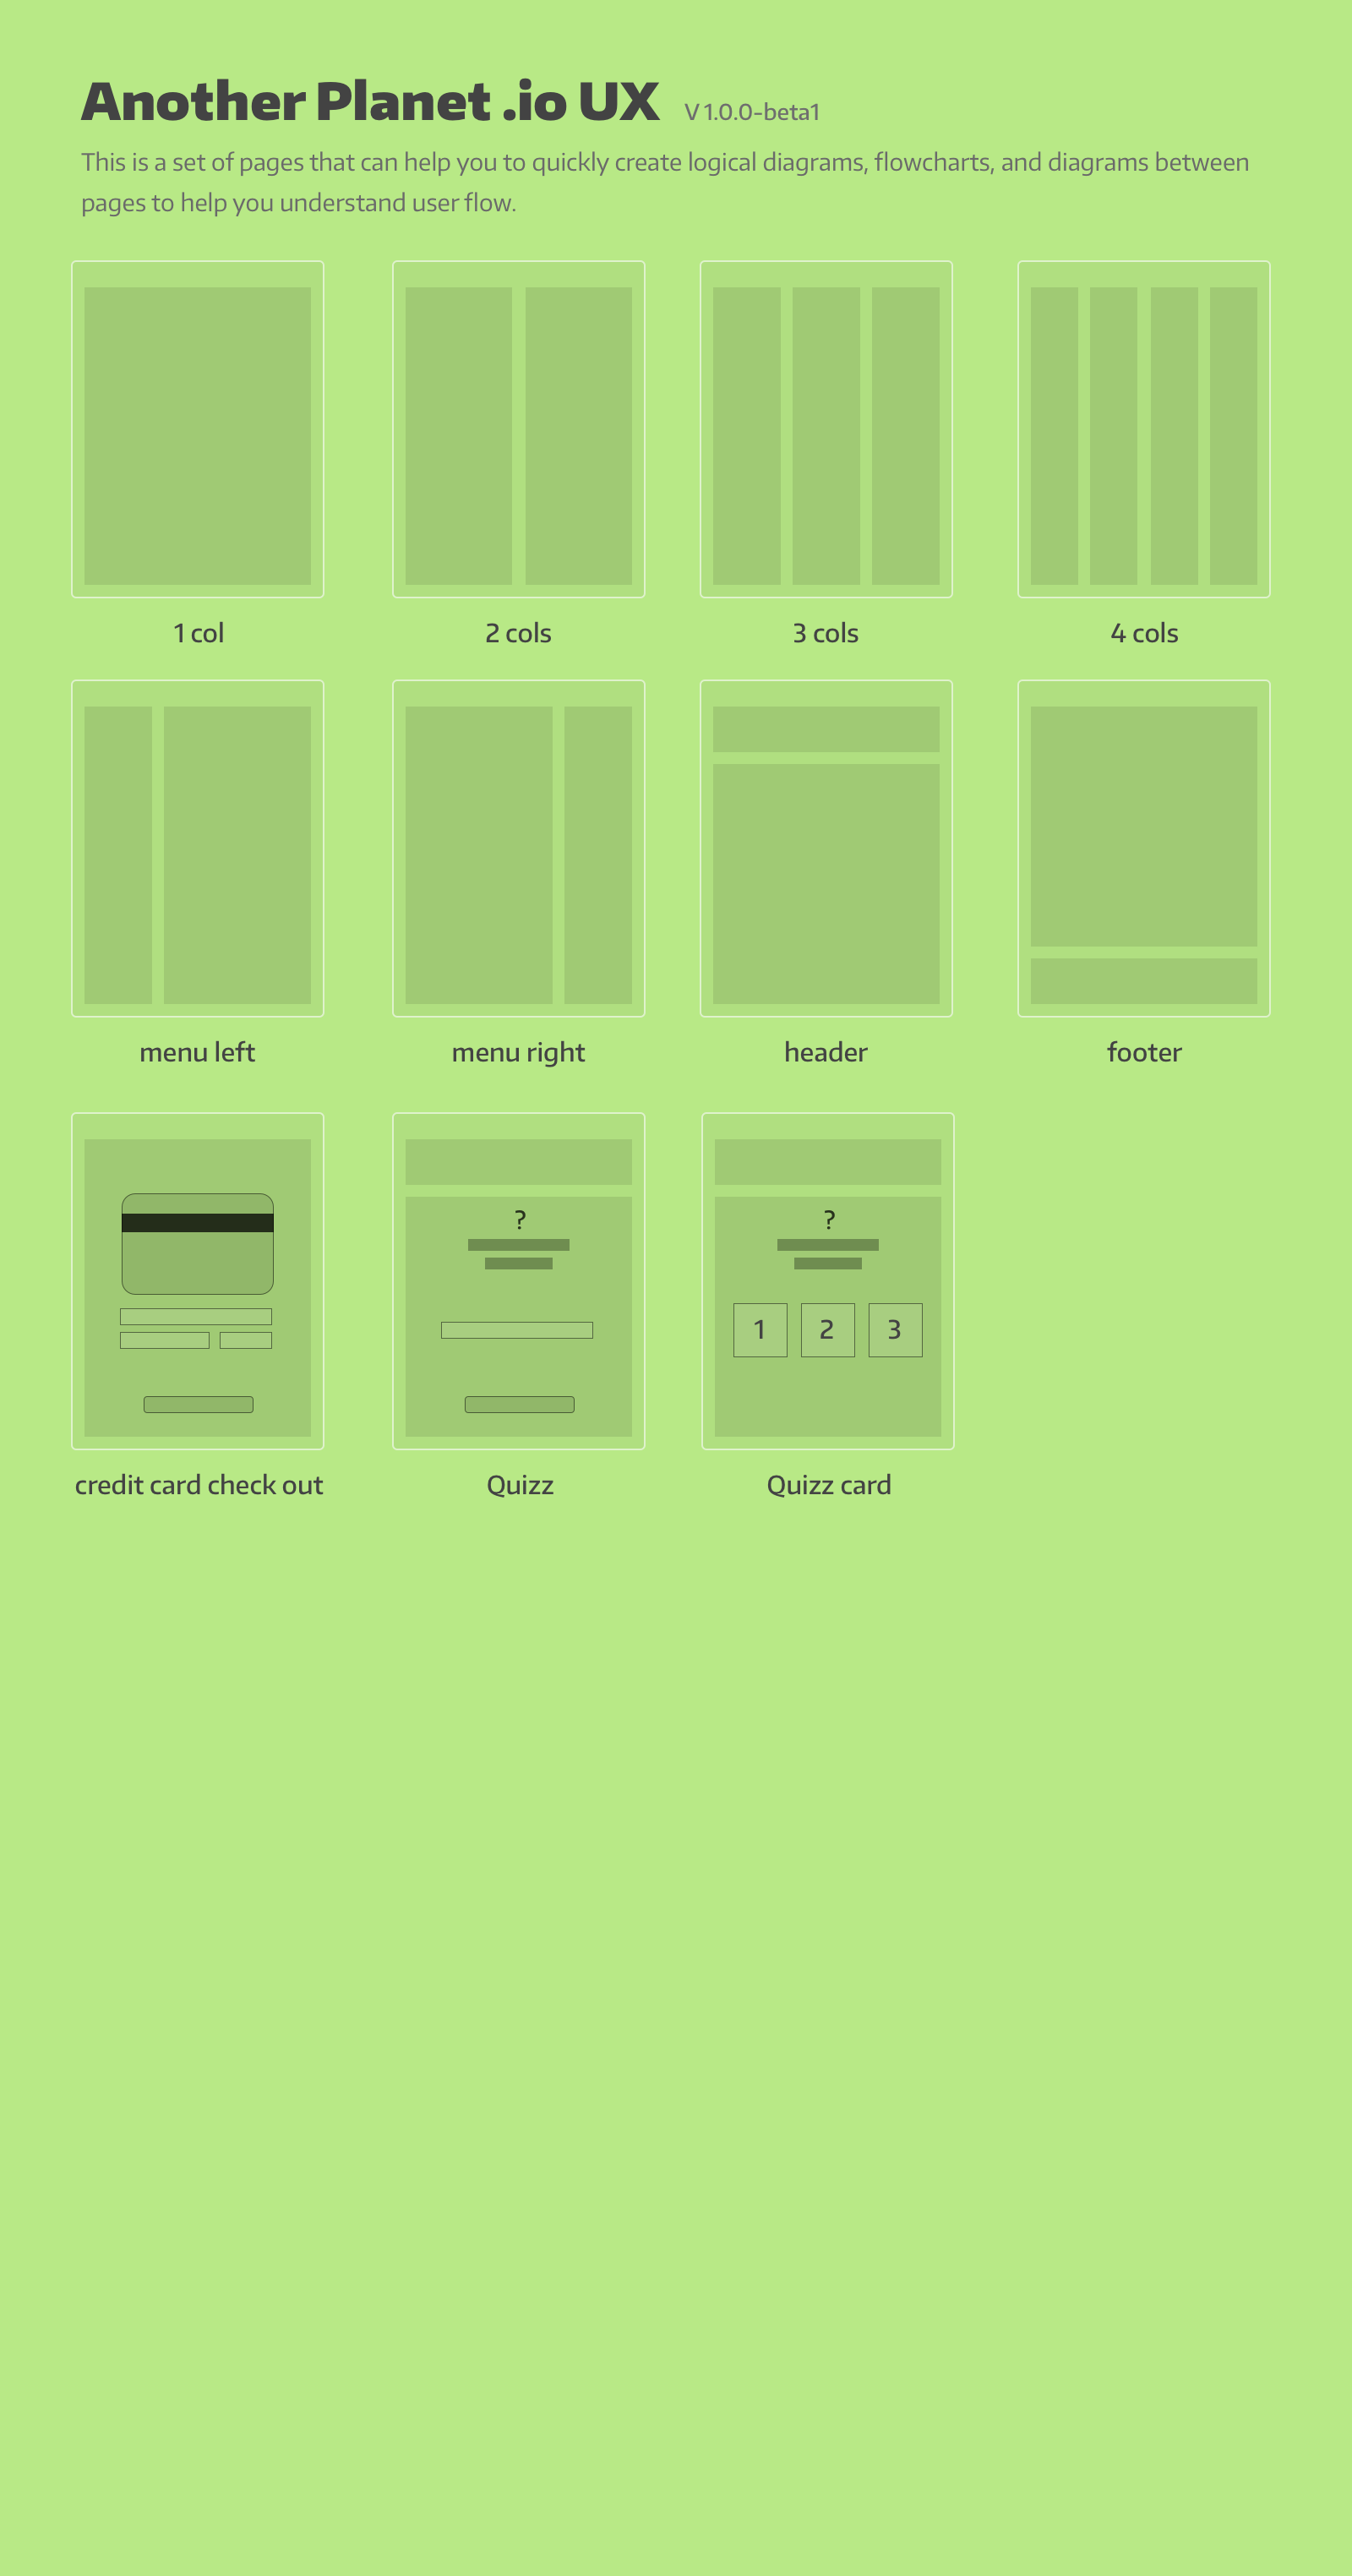 Another Planet .io UX V 1.0.0-beta1
This is a set of pages that can help you to quickly create logical diagrams, flowcharts, and diagrams between
pages to help you understand user flow.
1 col
2 cols
3 cols
4 cols
menu left
menu right
header
footer
?
?
1 2 3
credit card check out
Quizz
Quizz card